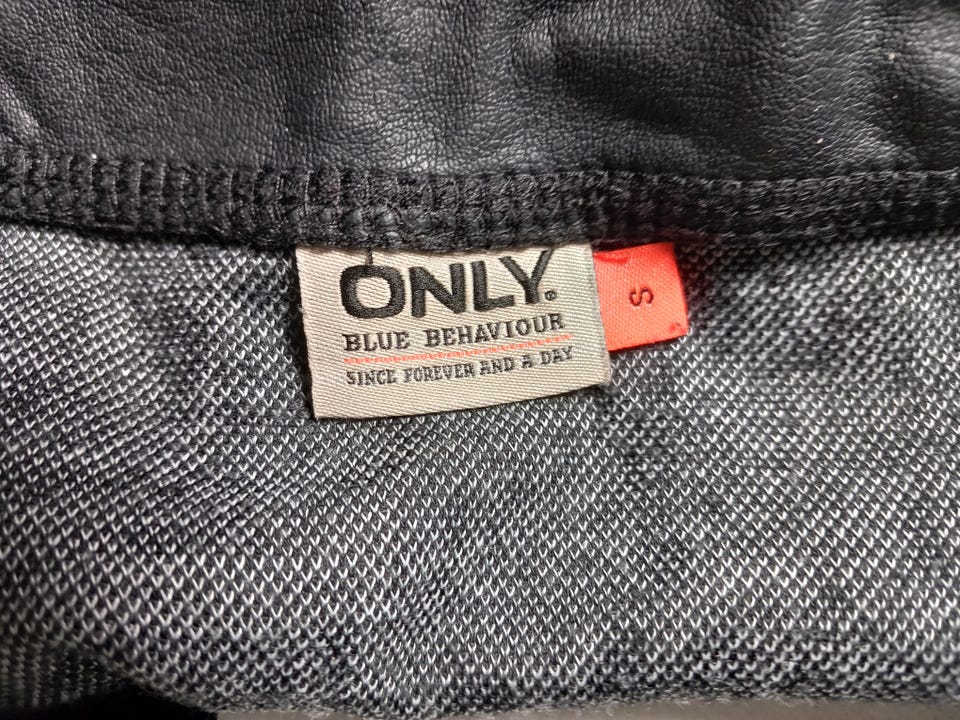 ONLY.
BLUE BEHAVIOUR
SINCE FOREVER AND A DAY
S